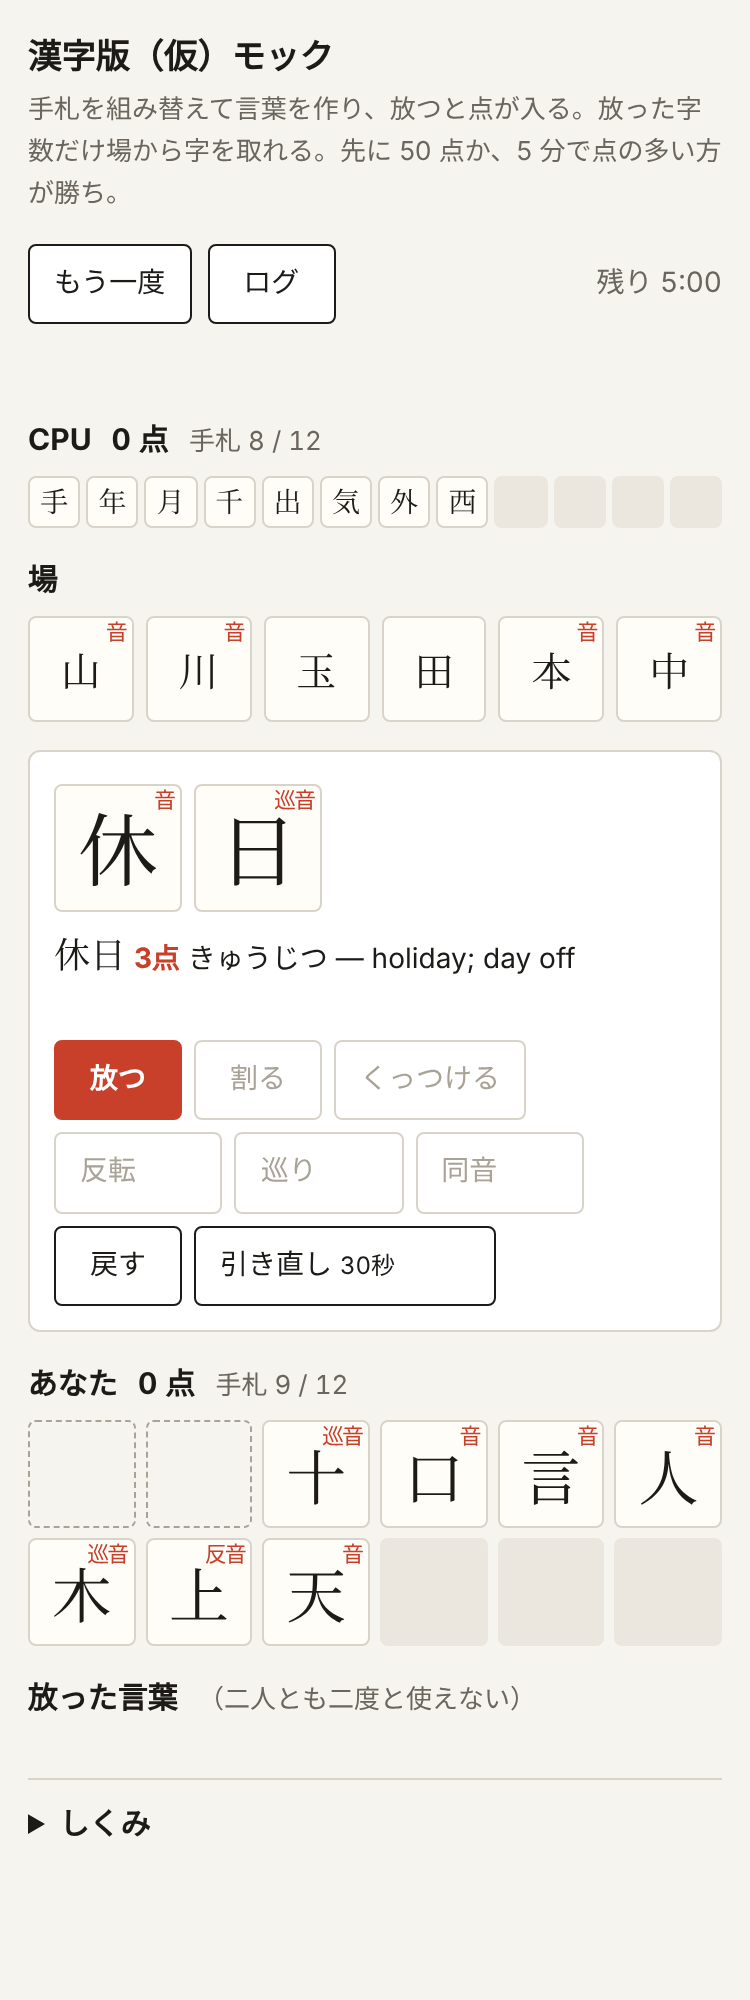 漢字版（仮）モック
手札を組み替えて言葉を作り、放つと点が入る。放った字
数だけ場から字を取れる。先に 50 点か、5 分で点の多い方
が勝ち。
もう一度 ログ 残り 5:00
CPU 0 点 手札 8 / 12
手 年 月 千 出 気 外 西
場
音 音 音 音
山 川 玉 田 本 中
音 巡音
休 日
休日 3点 きゅうじつ — holiday; day off
放つ 割る くっつける
反転 巡り 同音
戻す 引き直し 30秒
あなた 0 点 手札 9 / 12
巡音 音 音 音
十 口 言 人
巡音 反音 音
木 上 天
放った言葉 （二人とも二度と使えない）
▶ しくみ